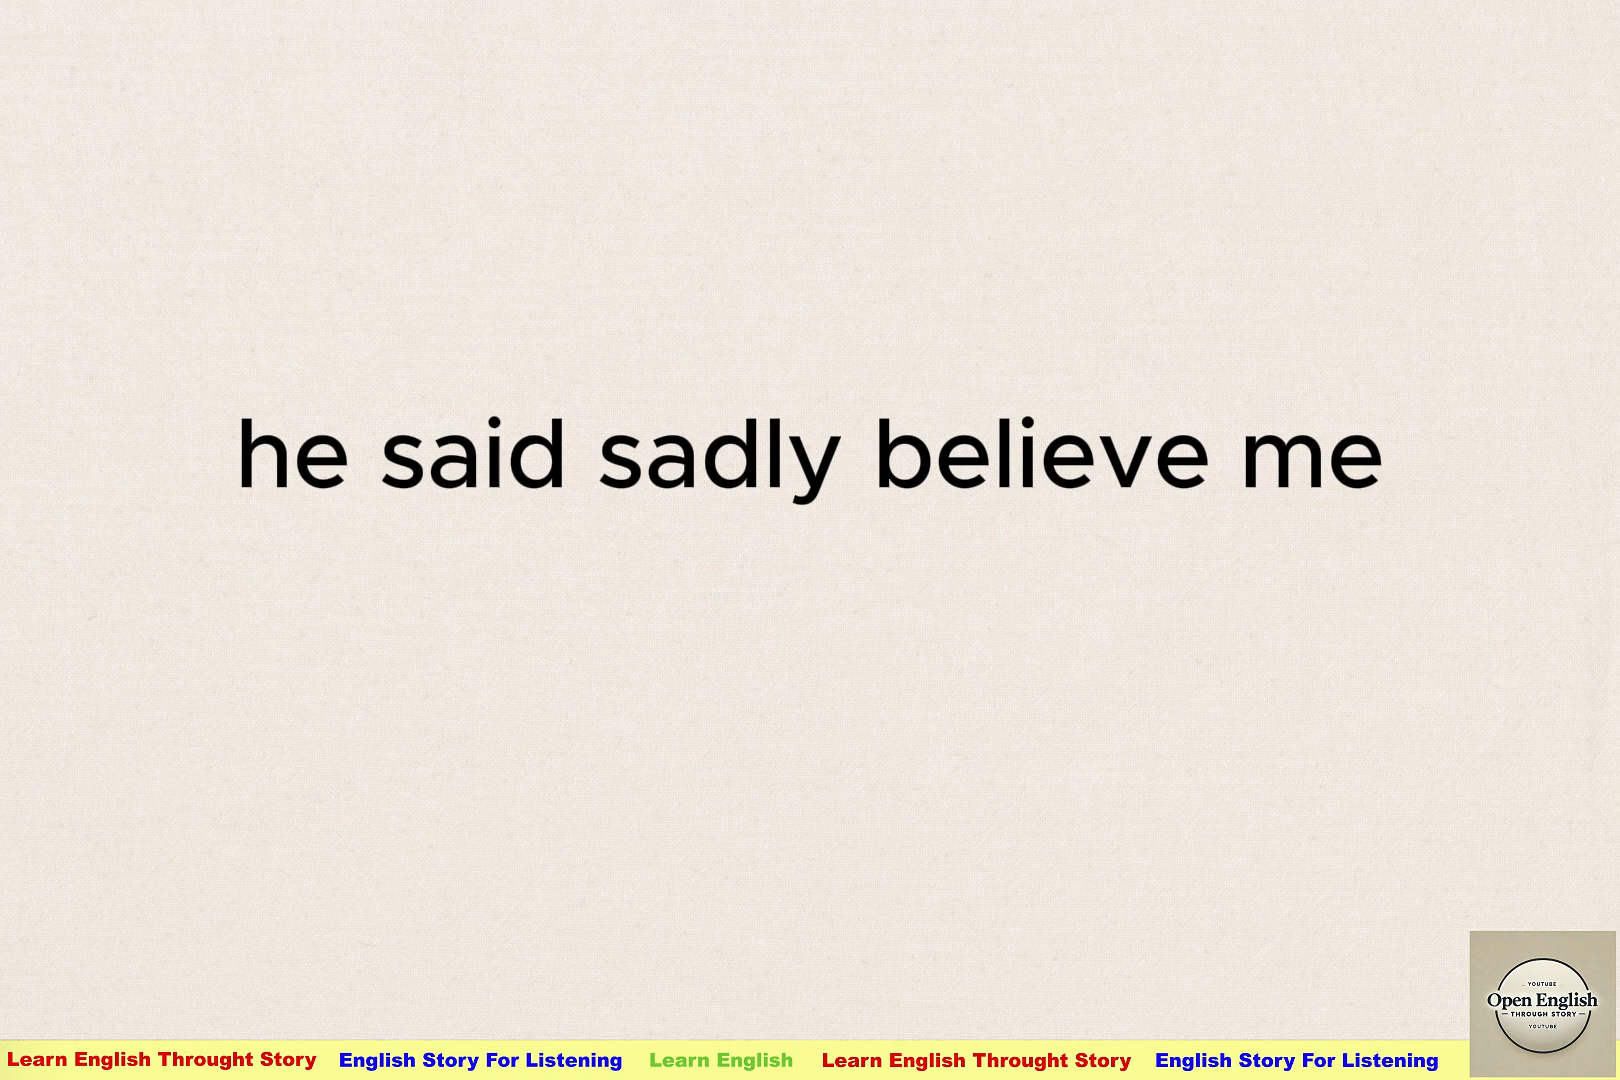 he said sadly believe me
YOUTUBE
Open English
THROUGH STORY
YOUTUBE
Learn English Throught Story English Story For Listening Learn English Learn English Throught Story English Story For Listening